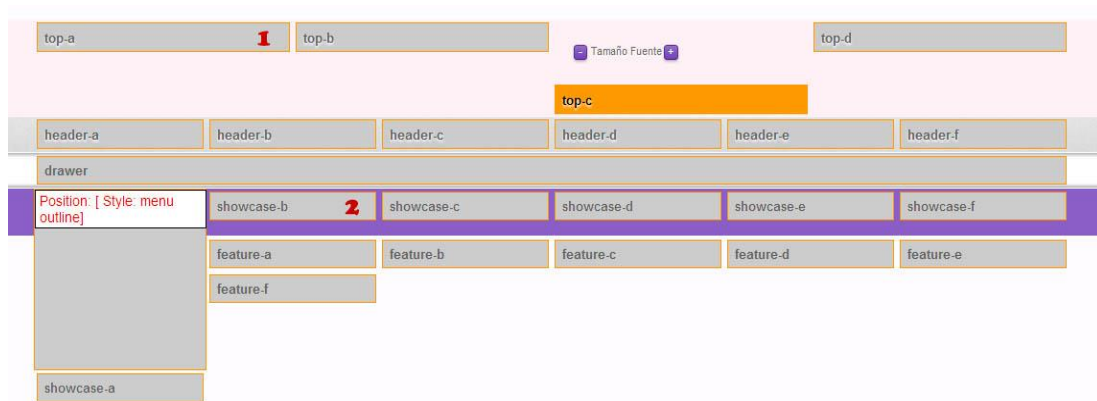 top-a 1 top-b top-d
- Tamaño Fuente +
top-c
header-a header-b header-c header-d header-e header-f
drawer
Position: [ Style: menu
outline]
showcase-b 2 showcase-c showcase-d showcase-e showcase-f
feature-a feature-b feature-c feature-d feature-e
feature-f
showcase-a